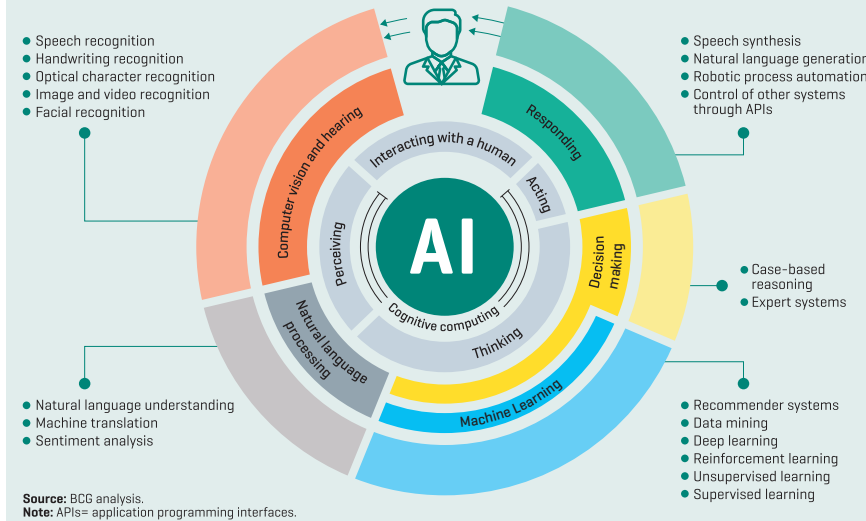 Speech recognition
Handwriting recognition
Optical character recognition
Image and video recognition
Facial recognition
Speech synthesis
Natural language generation
Robotic process automation
Control of other systems
through APIs
Computer vision and hearing
Interacting with a human
Responding
Acting
Perceiving
AI
Cognitive computing
Thinking
Decision
making
Natural language
processing
Machine Learning
Case-based
reasoning
Expert systems
Natural language understanding
Machine translation
Sentiment analysis
Recommender systems
Data mining
Deep learning
Reinforcement learning
Unsupervised learning
Supervised learning
Source: BCG analysis.
Note: APIs= application programming interfaces.